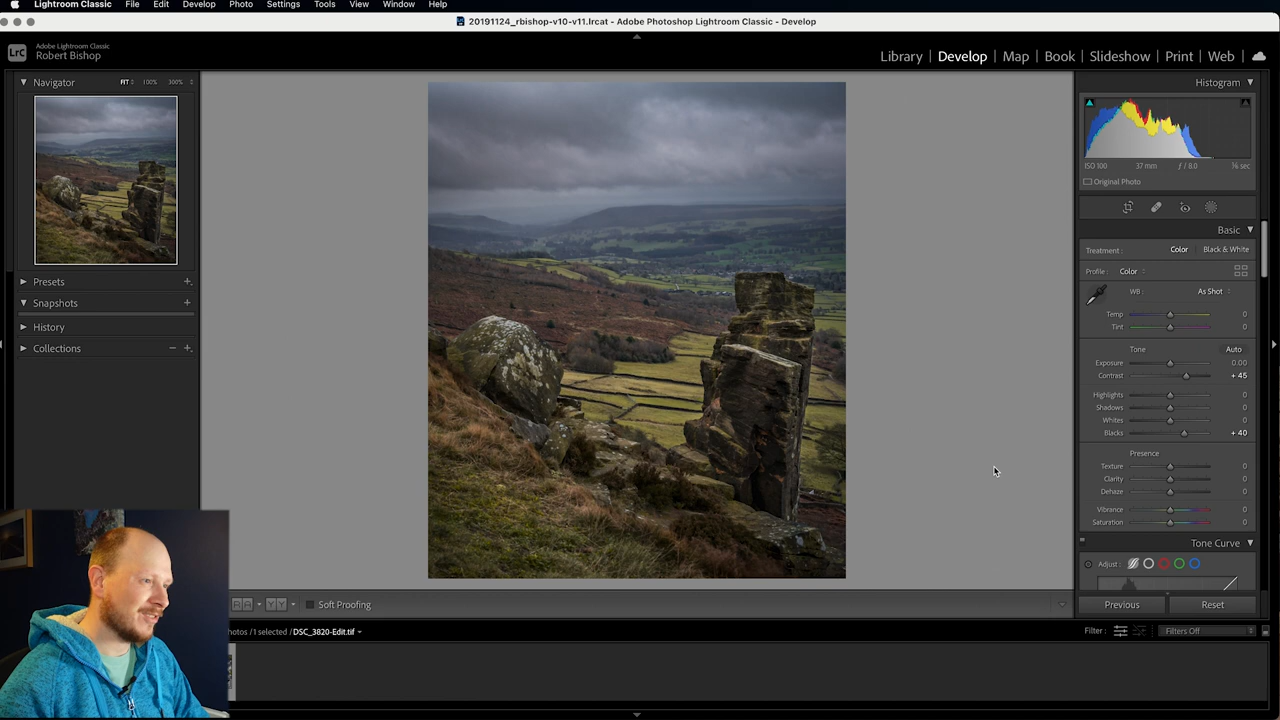 Lightroom Classic File Edit Develop Photo Settings Tools View Window Help
20191124_rbishop-v10-v11.lrcat - Adobe Photoshop Lightroom Classic - Develop
LrC
Adobe Lightroom Classic
Robert Bishop
Library | Develop | Map | Book | Slideshow | Print | Web
Navigator FIT 100% 300%
Histogram
ISO 100 37 mm ƒ / 8.0 ⅙ sec
Original Photo
Basic
Treatment : Color Black & White
Profile : Color
WB : As Shot
Temp 0
Tint 0
Tone Auto
Exposure 0.00
Contrast + 45
Highlights 0
Shadows 0
Whites 0
Blacks + 40
Presence
Texture 0
Clarity 0
Dehaze 0
Vibrance 0
Saturation 0
Tone Curve
Adjust :
Previous Reset
Presets
Snapshots
History
Collections
Soft Proofing
hotos / 1 selected / DSC_3820-Edit.tif
Filter : Filters Off